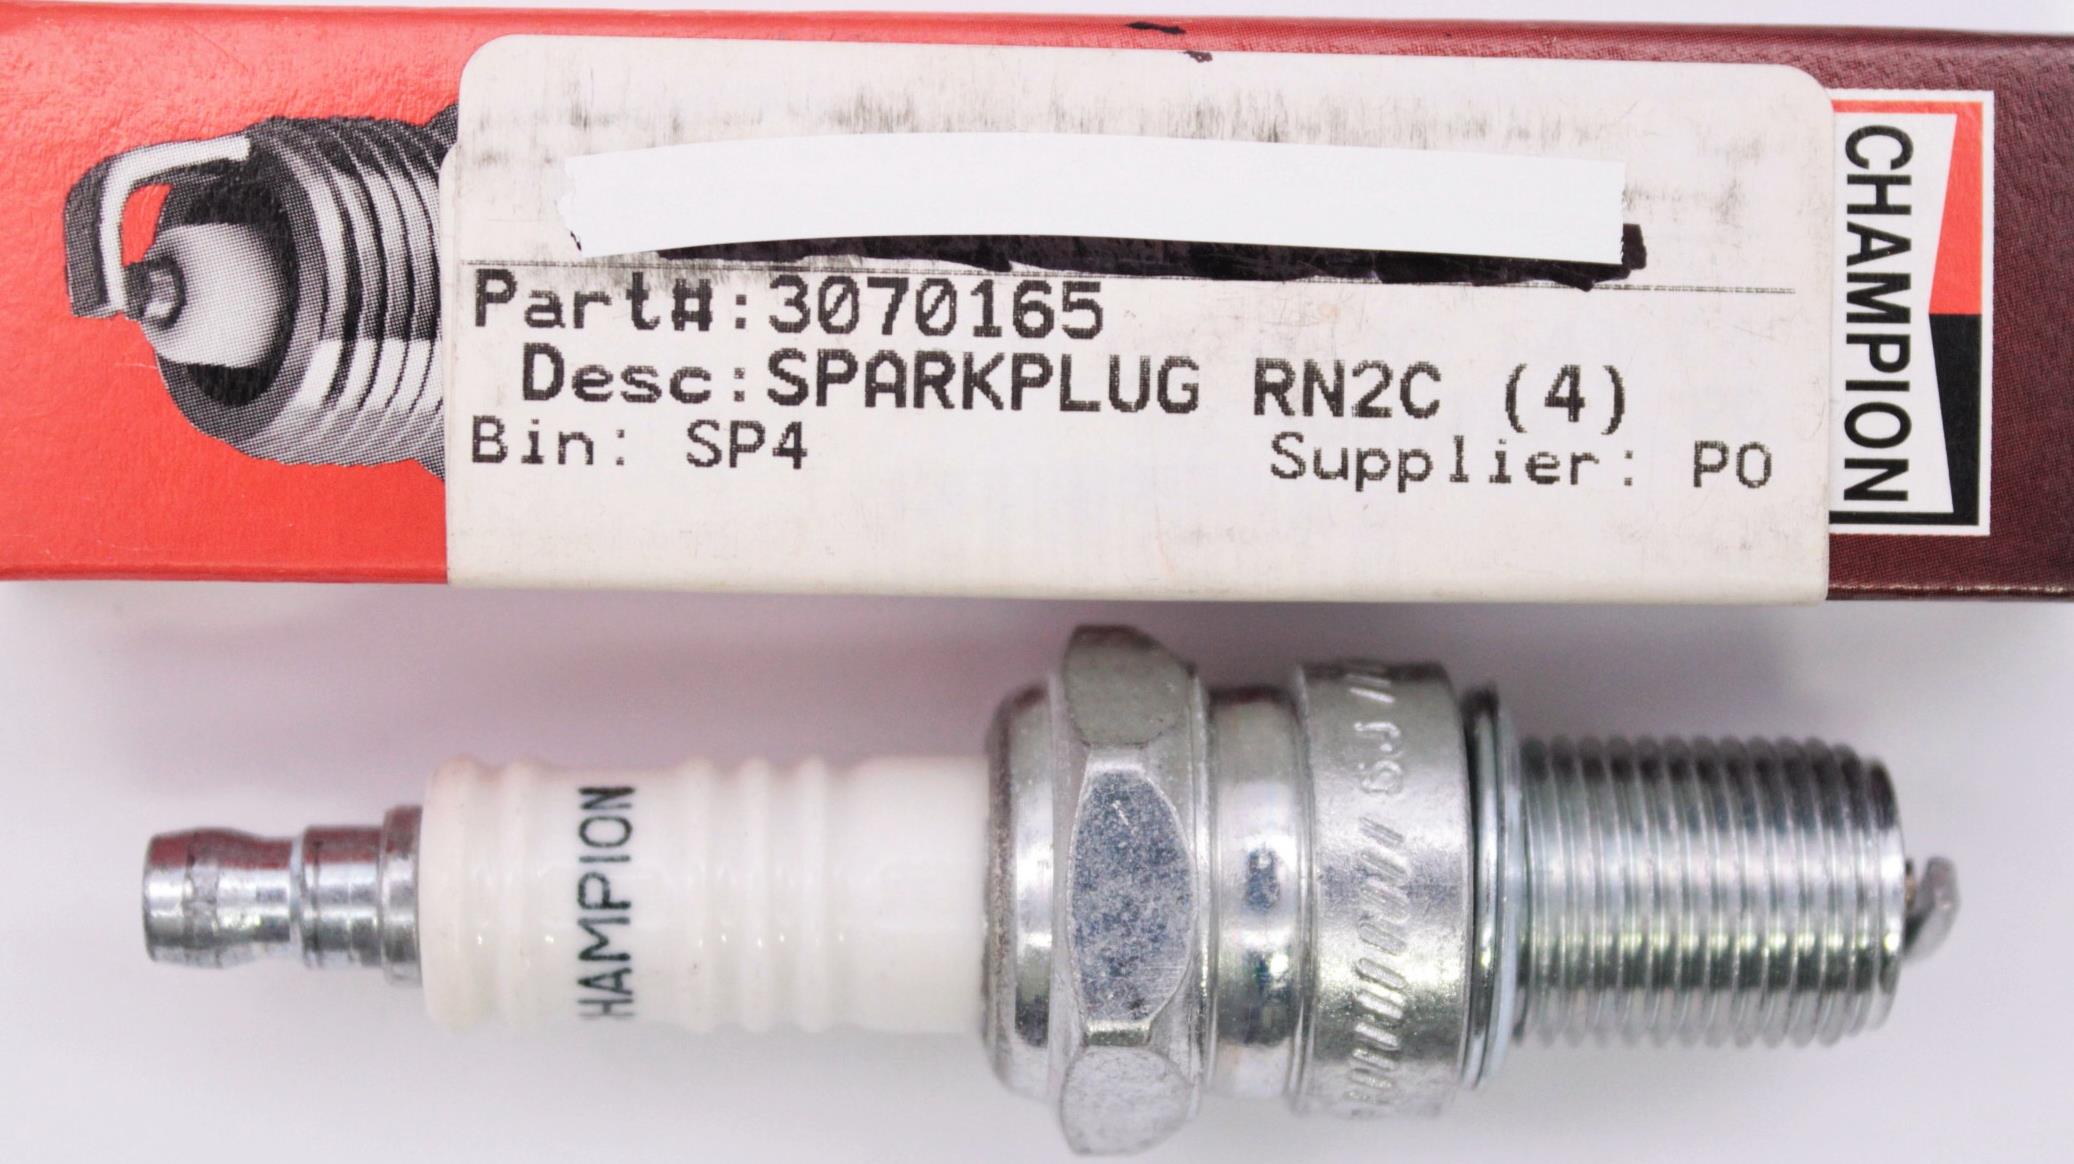 Part#:3070165
Desc:SPARKPLUG RN2C (4)
Bin: SP4 Supplier: PO
CHAMPION
HAMPION